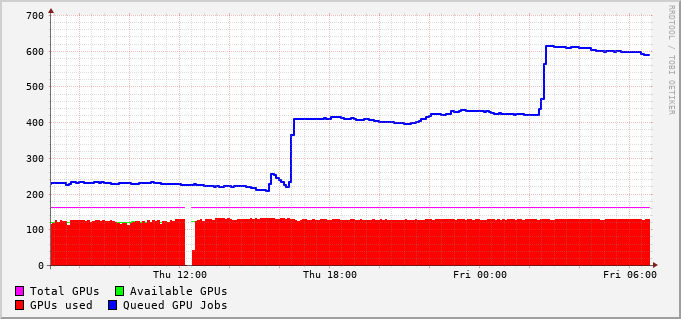 700
600
500
400
300
200
100
0
Thu 12:00 Thu 18:00 Fri 00:00 Fri 06:00
Total GPUs Available GPUs
GPUs used Queued GPU Jobs
RRDTOOL / TOBI OETIKER